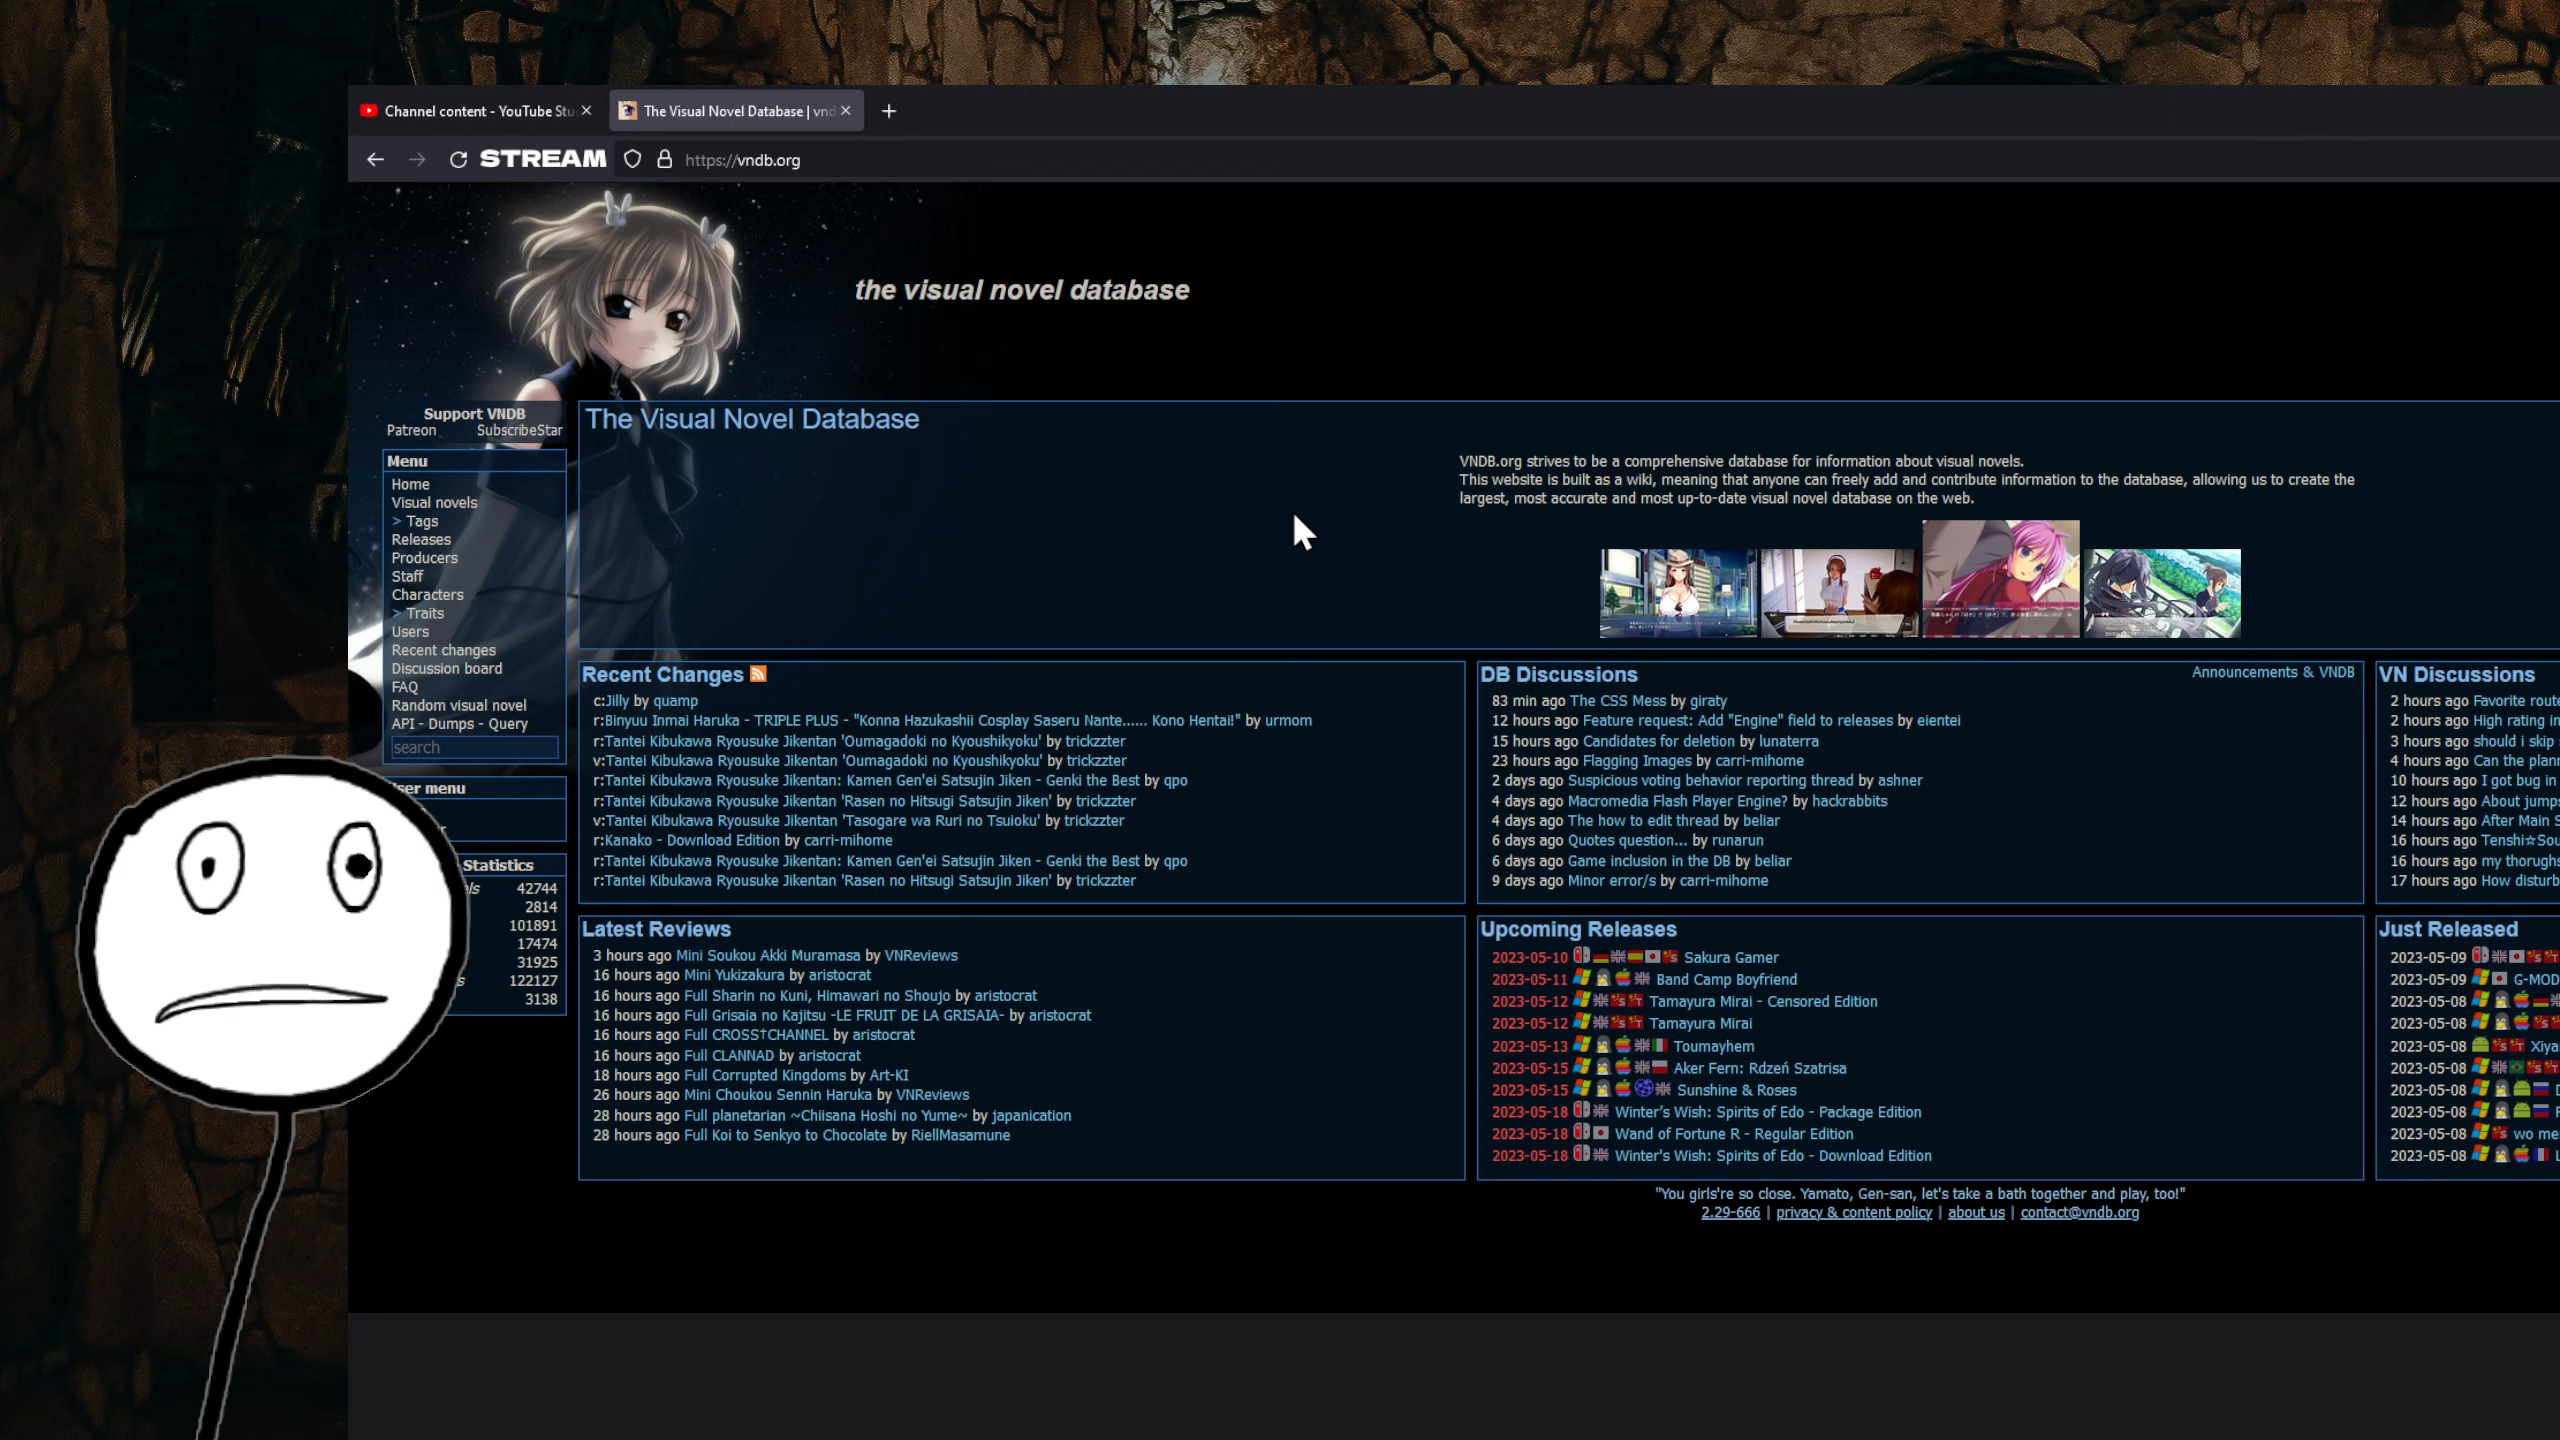 Channel content - YouTube Stu
The Visual Novel Database | vnd
STREAM
https://vndb.org
the visual novel database
Support VNDB
Patreon SubscribeStar
Menu
Home
Visual novels
> Tags
Releases
Producers
Staff
Characters
> Traits
Users
Recent changes
Discussion board
FAQ
Random visual novel
API - Dumps - Query
search
ser menu
Statistics
42744
2814
101891
17474
31925
122127
3138
The Visual Novel Database
VNDB.org strives to be a comprehensive database for information about visual novels.
This website is built as a wiki, meaning that anyone can freely add and contribute information to the database, allowing us to create the
largest, most accurate and most up-to-date visual novel database on the web.
Recent Changes
c:Jilly by quamp
r:Binyuu Inmai Haruka - TRIPLE PLUS - "Konna Hazukashii Cosplay Saseru Nante...... Kono Hentai!" by urmom
r:Tantei Kibukawa Ryousuke Jikentan 'Oumagadoki no Kyoushikyoku' by trickzzter
v:Tantei Kibukawa Ryousuke Jikentan 'Oumagadoki no Kyoushikyoku' by trickzzter
r:Tantei Kibukawa Ryousuke Jikentan: Kamen Gen'ei Satsujin Jiken - Genki the Best by qpo
r:Tantei Kibukawa Ryousuke Jikentan 'Rasen no Hitsugi Satsujin Jiken' by trickzzter
v:Tantei Kibukawa Ryousuke Jikentan 'Tasogare wa Ruri no Tsuioku' by trickzzter
r:Kanako - Download Edition by carri-mihome
r:Tantei Kibukawa Ryousuke Jikentan: Kamen Gen'ei Satsujin Jiken - Genki the Best by qpo
r:Tantei Kibukawa Ryousuke Jikentan 'Rasen no Hitsugi Satsujin Jiken' by trickzzter
DB Discussions
Announcements & VNDB
83 min ago The CSS Mess by giraty
12 hours ago Feature request: Add "Engine" field to releases by eientei
15 hours ago Candidates for deletion by lunaterra
23 hours ago Flagging Images by carri-mihome
2 days ago Suspicious voting behavior reporting thread by ashner
4 days ago Macromedia Flash Player Engine? by hackrabbits
4 days ago The how to edit thread by beliar
6 days ago Quotes question... by runarun
6 days ago Game inclusion in the DB by beliar
9 days ago Minor error/s by carri-mihome
VN Discussions
2 hours ago Favorite route
2 hours ago High rating in
3 hours ago should i skip
4 hours ago Can the plann
10 hours ago I got bug in
12 hours ago About jump
14 hours ago After Main S
16 hours ago Tenshi☆Sou
16 hours ago my thorughs
17 hours ago How disturb
Latest Reviews
3 hours ago Mini Soukou Akki Muramasa by VNReviews
16 hours ago Mini Yukizakura by aristocrat
16 hours ago Full Sharin no Kuni, Himawari no Shoujo by aristocrat
16 hours ago Full Grisaia no Kajitsu -LE FRUIT DE LA GRISAIA- by aristocrat
16 hours ago Full CROSS†CHANNEL by aristocrat
16 hours ago Full CLANNAD by aristocrat
18 hours ago Full Corrupted Kingdoms by Art-KI
26 hours ago Mini Choukou Sennin Haruka by VNReviews
28 hours ago Full planetarian ~Chiisana Hoshi no Yume~ by japanication
28 hours ago Full Koi to Senkyo to Chocolate by RiellMasamune
Upcoming Releases
2023-05-10 Sakura Gamer
2023-05-11 Band Camp Boyfriend
2023-05-12 Tamayura Mirai - Censored Edition
2023-05-12 Tamayura Mirai
2023-05-13 Toumayhem
2023-05-15 Aker Fern: Rdzeń Szatrisa
2023-05-15 Sunshine & Roses
2023-05-18 Winter's Wish: Spirits of Edo - Package Edition
2023-05-18 Wand of Fortune R - Regular Edition
2023-05-18 Winter's Wish: Spirits of Edo - Download Edition
Just Released
2023-05-09
2023-05-09 G-MOD
2023-05-08
2023-05-08
2023-05-08 Xiya
2023-05-08
2023-05-08
2023-05-08
2023-05-08 wo me
2023-05-08
"You girls're so close. Yamato, Gen-san, let's take a bath together and play, too!"
2.29-666 | privacy & content policy | about us | contact@vndb.org